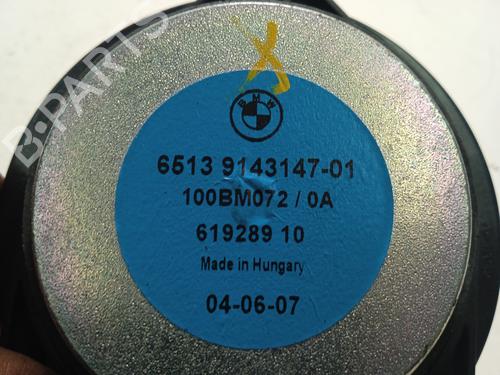 B-PARTS
BMW
6513 9143147-01
100BM072 / 0A
619289 10
Made in Hungary
04-06-07